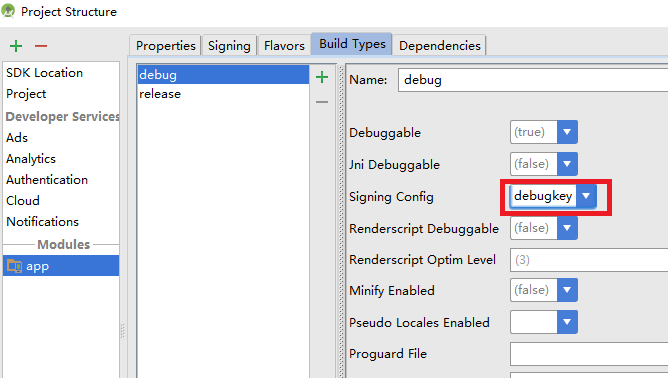 Project Structure
Properties
Signing
Flavors
Build Types
Dependencies
SDK Location
Project
Developer Services
Ads
Analytics
Authentication
Cloud
Notifications
Modules
app
debug
release
Name: debug
Debuggable (true)
Jni Debuggable (false)
Signing Config debugkey
Renderscript Debuggable (false)
Renderscript Optim Level (3)
Minify Enabled (false)
Pseudo Locales Enabled
Proguard File